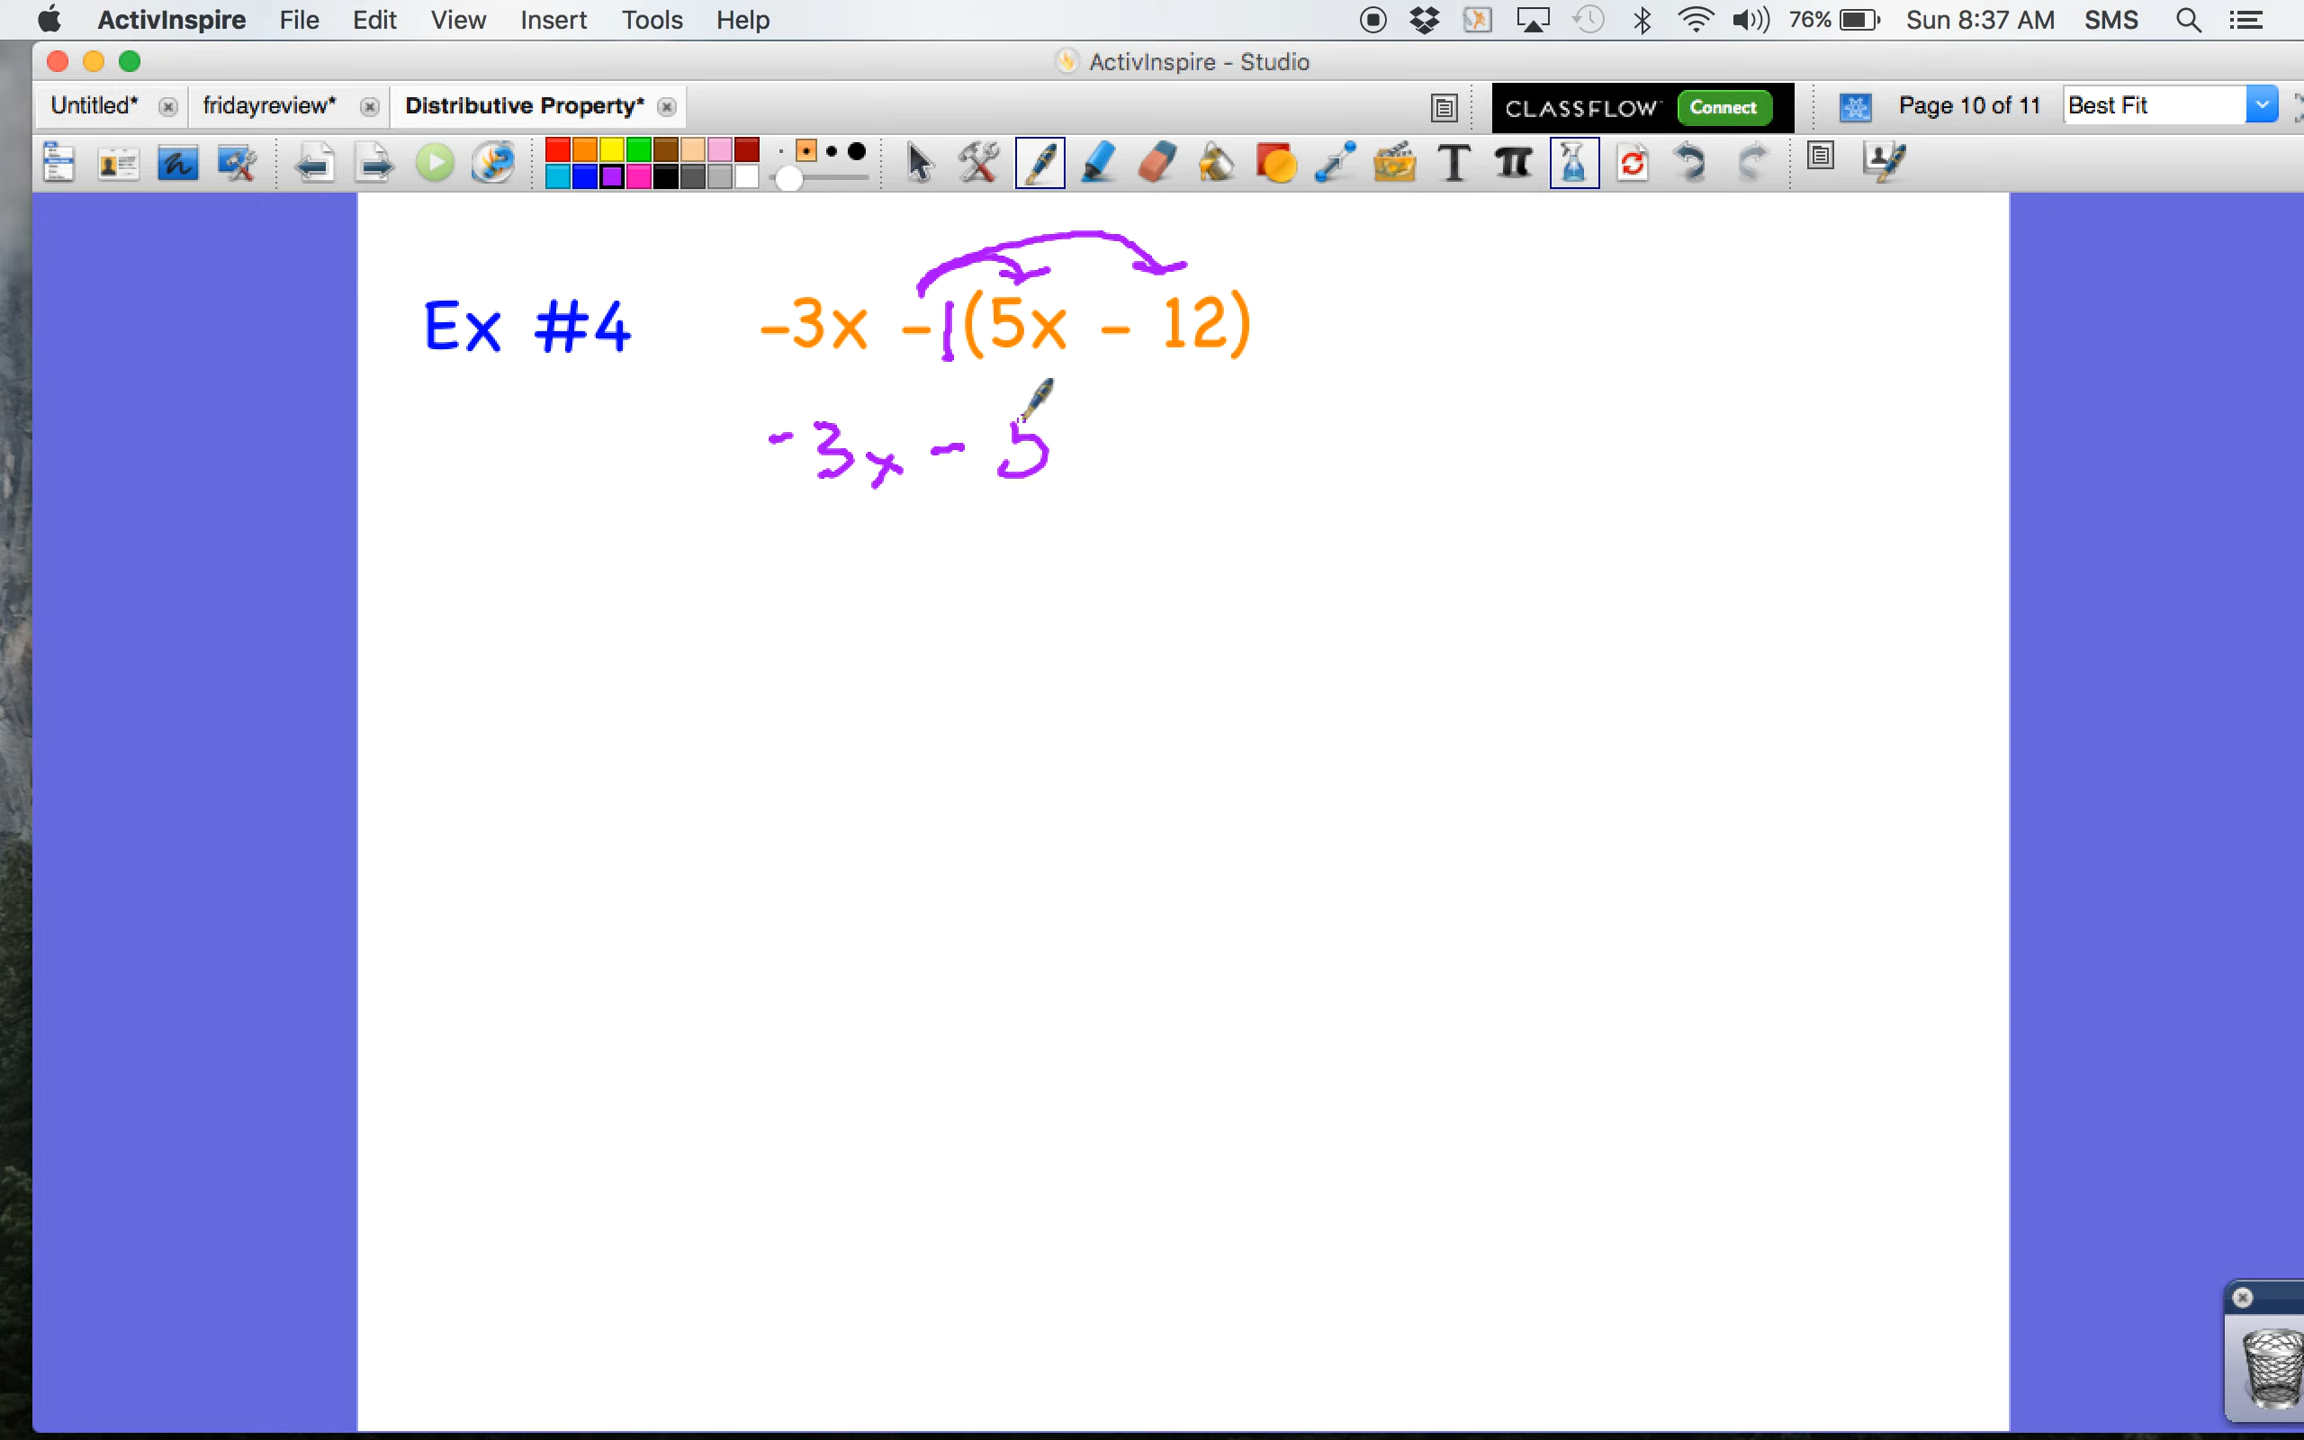 ActivInspire File Edit View Insert Tools Help 76% Sun 8:37 AM SMS
ActivInspire - Studio
Untitled* fridayreview* Distributive Property* CLASSFLOW Connect Page 10 of 11 Best Fit
T π
Ex #4 -3x -1(5x - 12)
-3x - 5